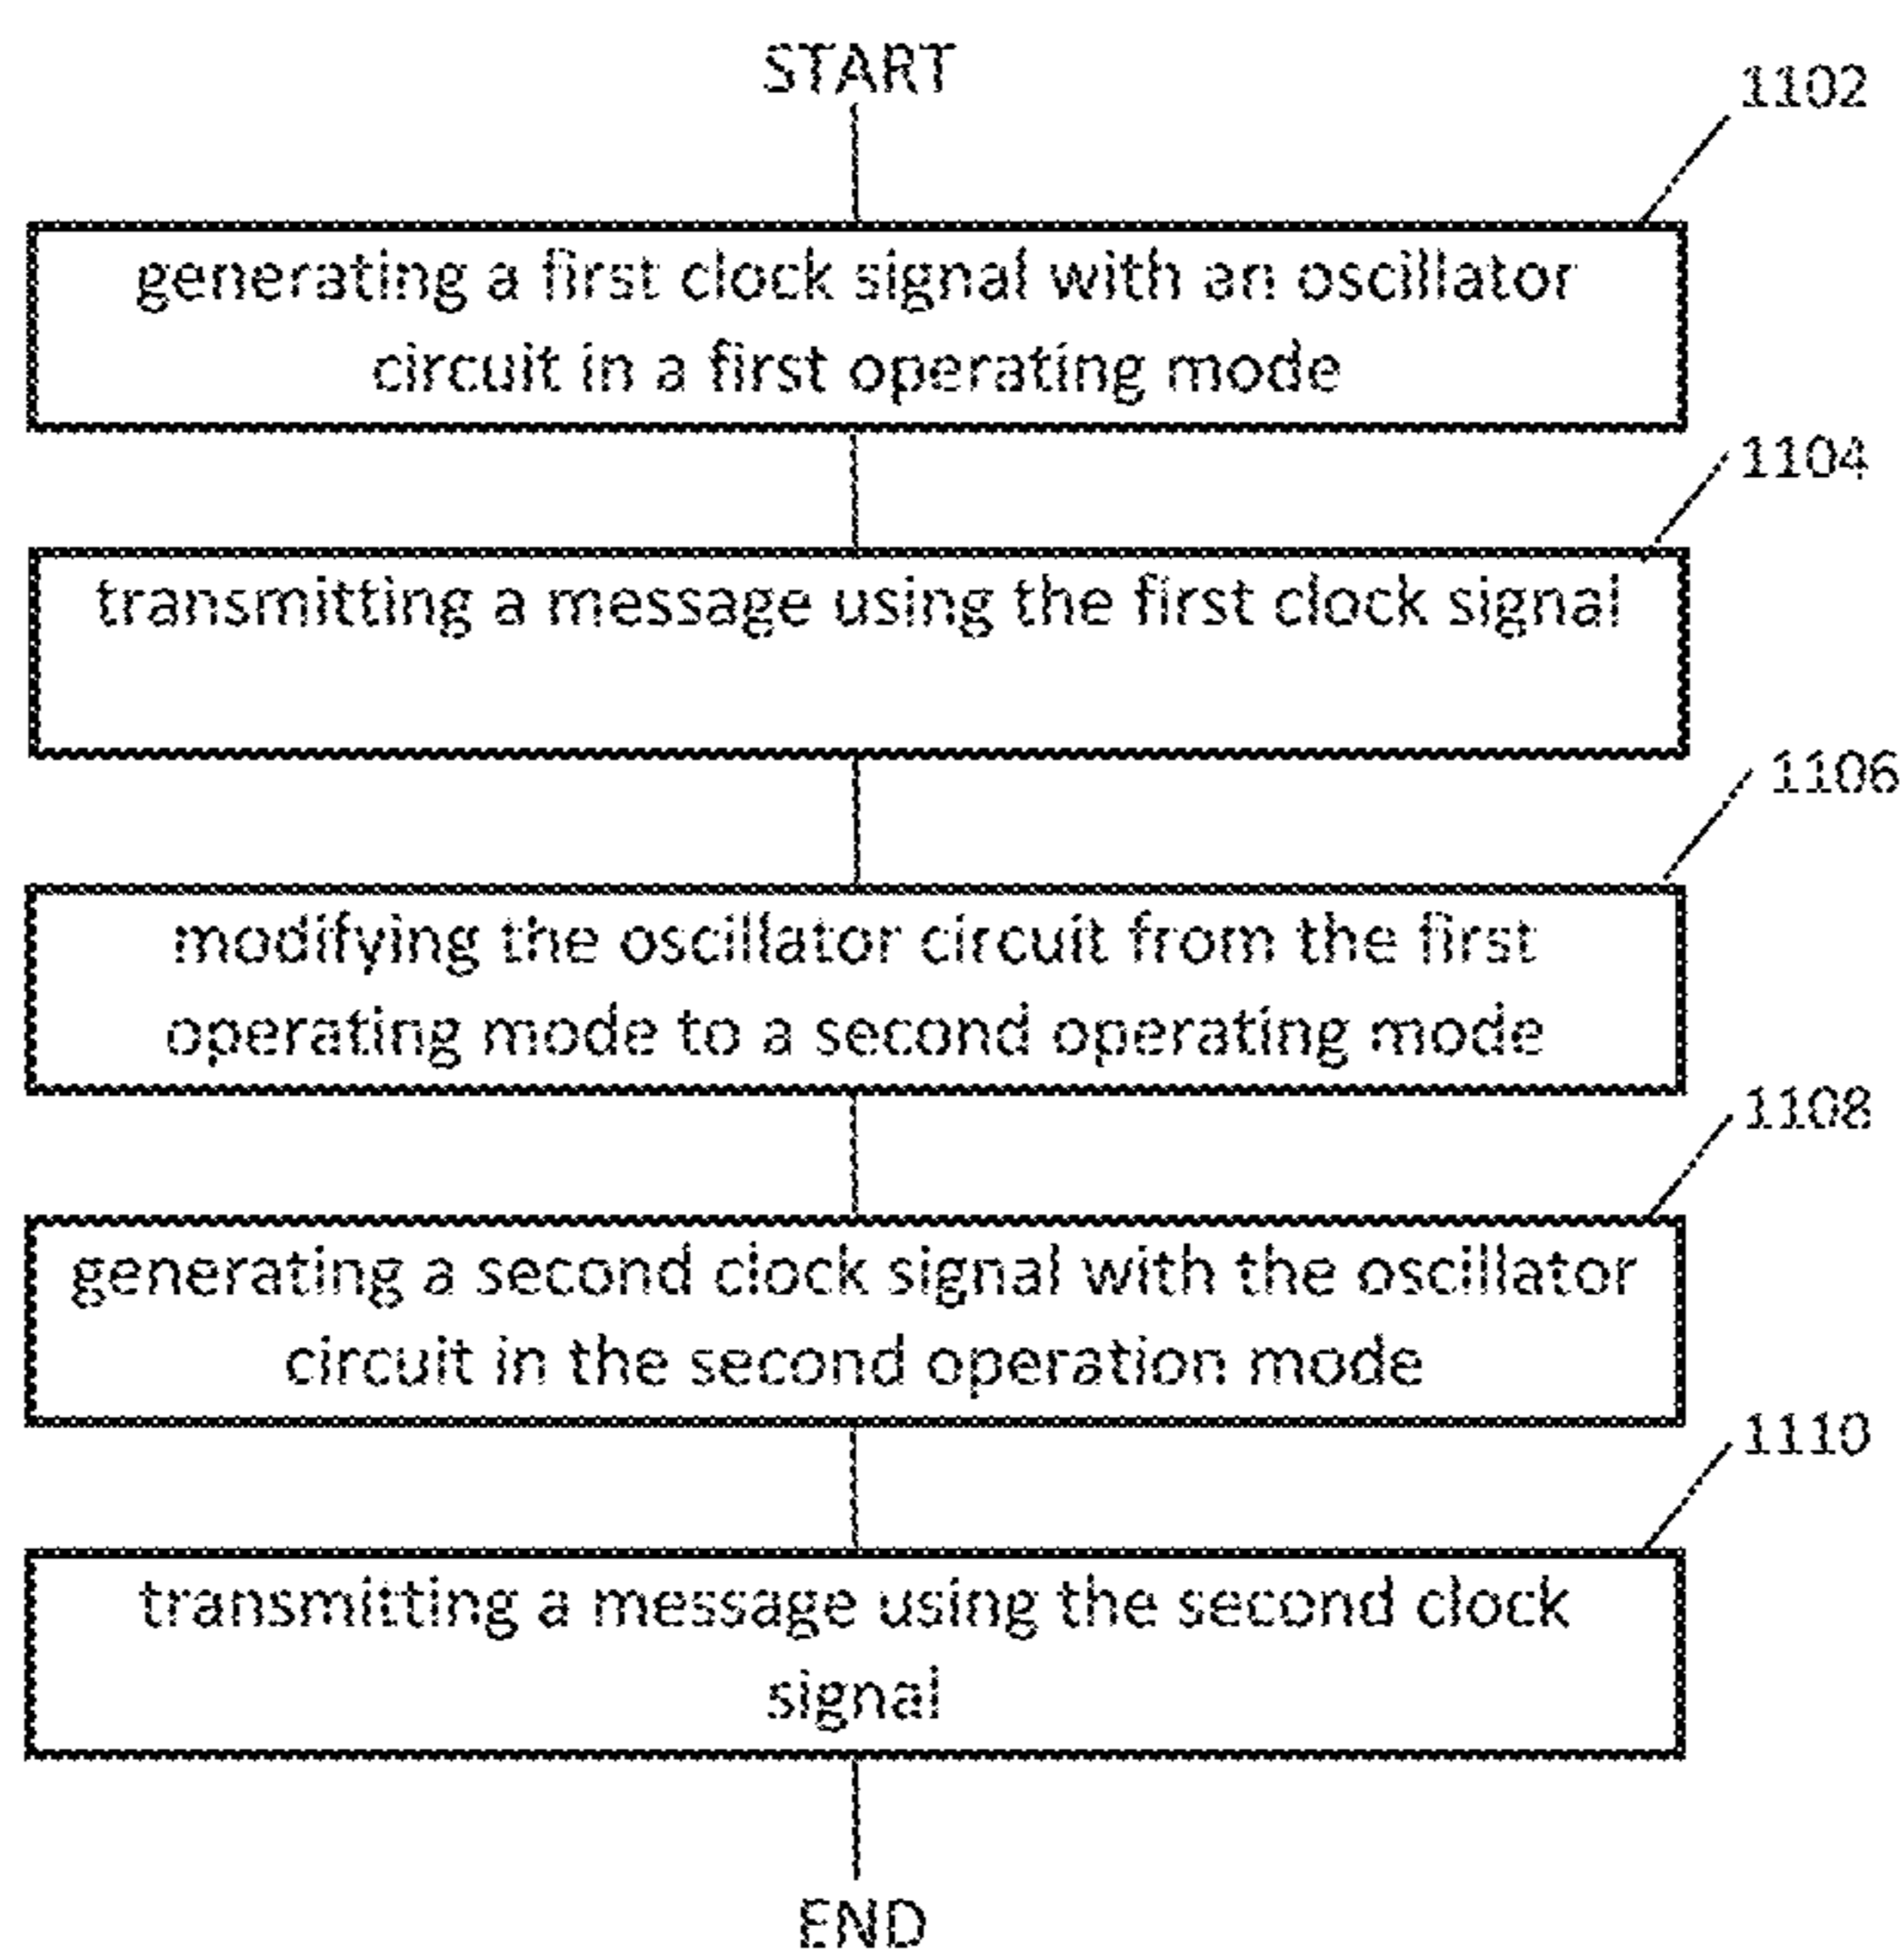 START
1102
generating a first clock signal with an oscillator
circuit in a first operating mode
1104
transmitting a message using the first clock signal
1106
modifying the oscillator circuit from the first
operating mode to a second operating mode
1108
generating a second clock signal with the oscillator
circuit in the second operation mode
1110
transmitting a message using the second clock
signal
END